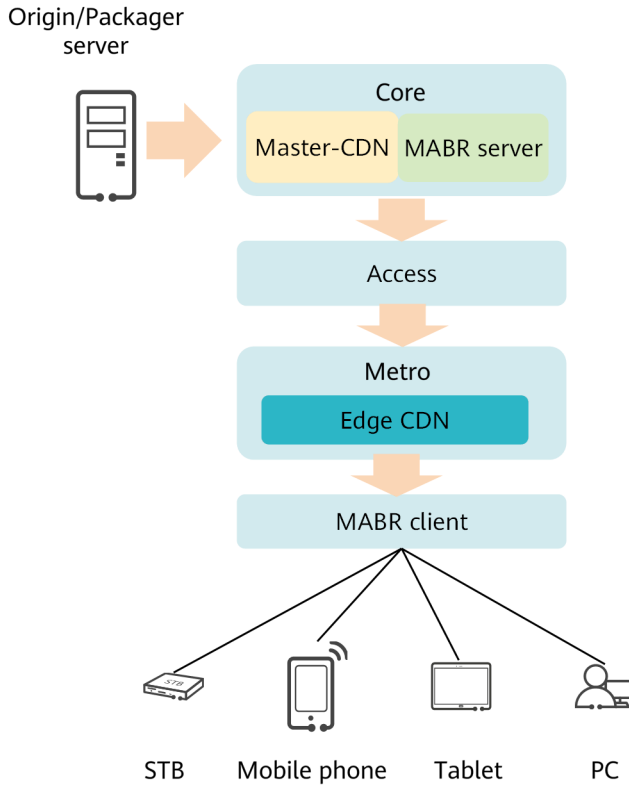 Origin/Packager
server
Core
Master-CDN MABR server
Access
Metro
Edge CDN
MABR client
STB
STB Mobile phone Tablet PC